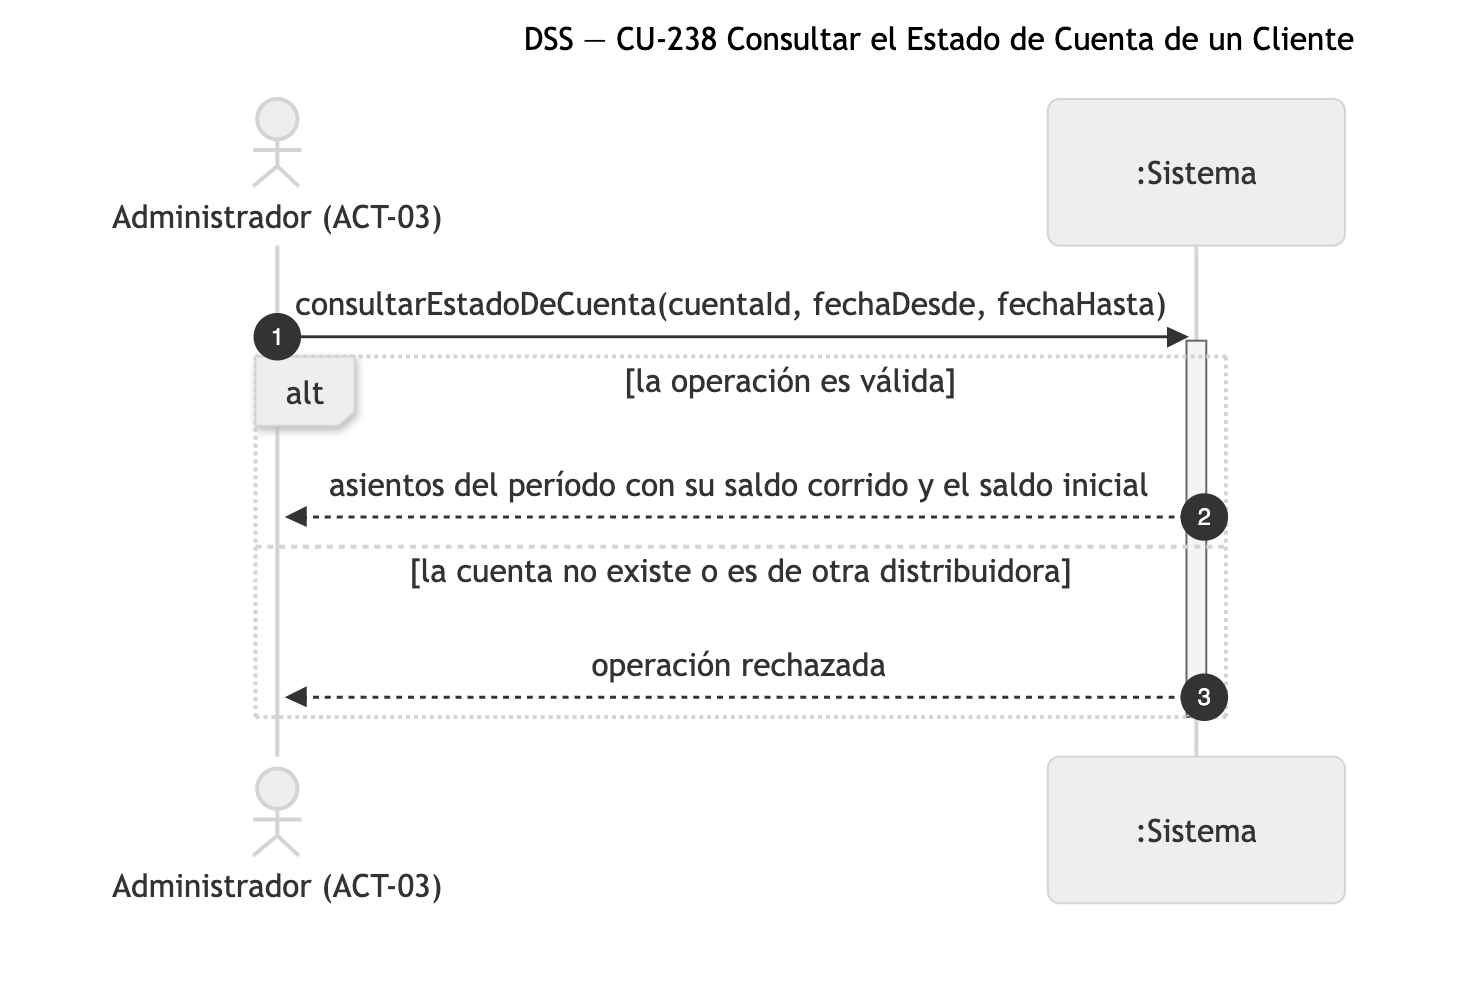 DSS — CU-238 Consultar el Estado de Cuenta de un Cliente
Administrador (ACT-03)
:Sistema
consultarEstadoDeCuenta(cuentaId, fechaDesde, fechaHasta)
1
alt
[la operación es válida]
asientos del período con su saldo corrido y el saldo inicial
2
[la cuenta no existe o es de otra distribuidora]
operación rechazada
3
Administrador (ACT-03)
:Sistema